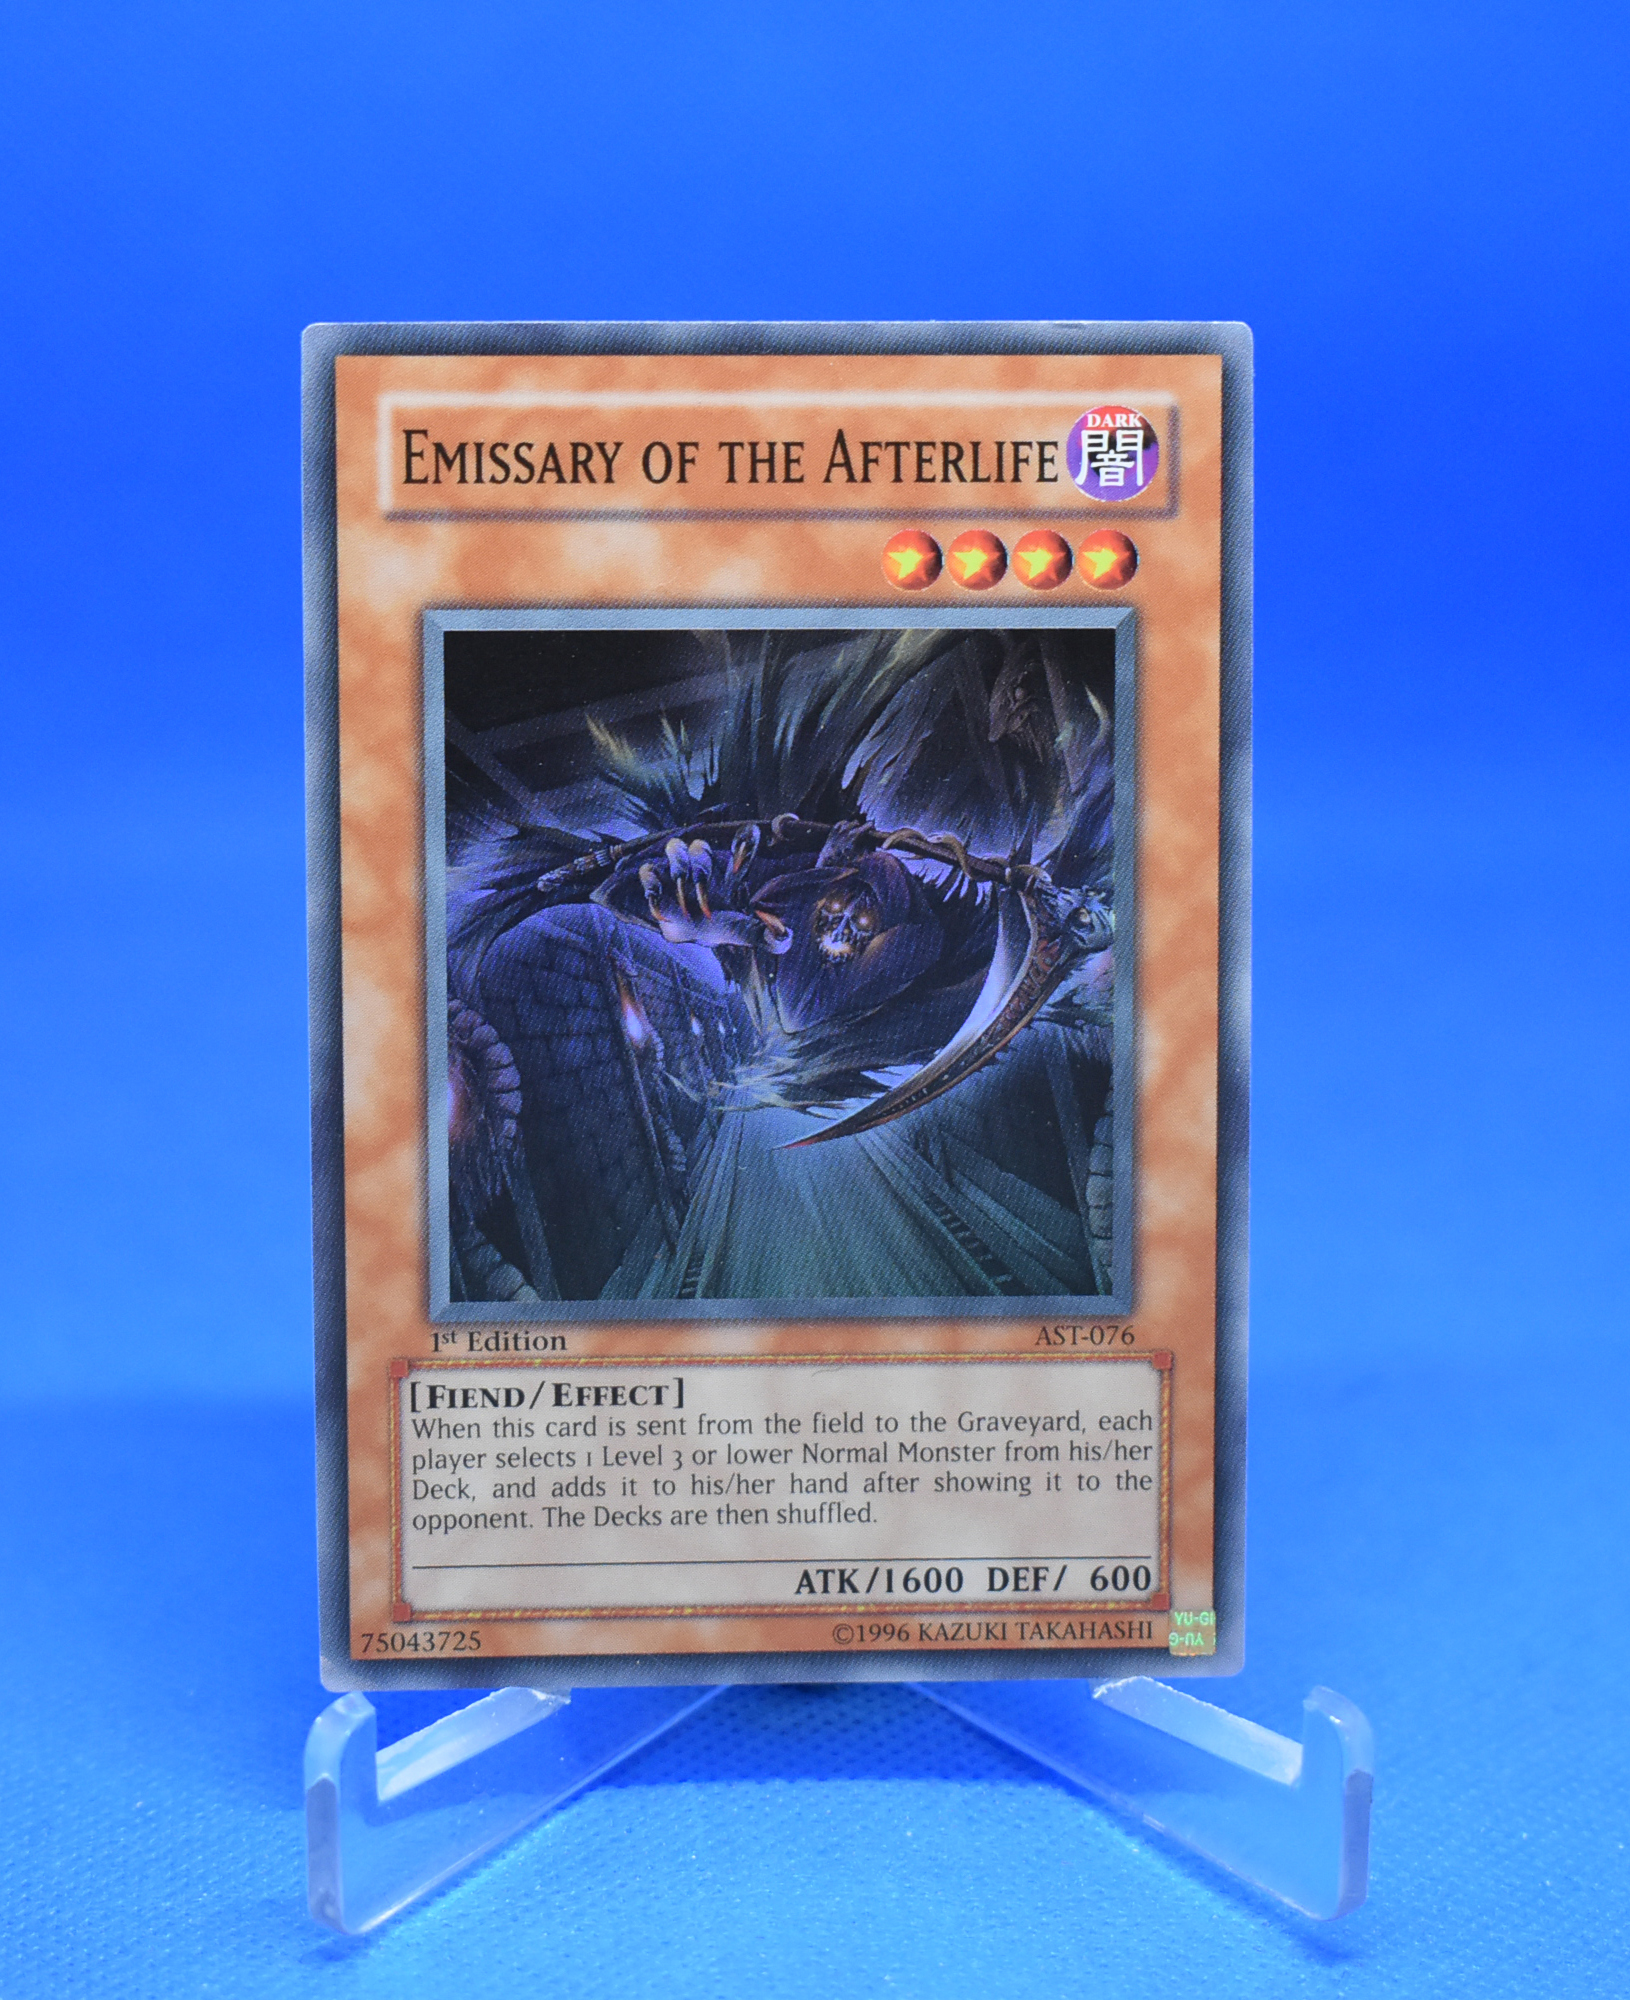 EMISSARY OF THE AFTERLIFE
DARK
闇
1st Edition
AST-076
[FIEND/EFFECT]
When this card is sent from the field to the Graveyard, each
player selects 1 Level 3 or lower Normal Monster from his/her
Deck, and adds it to his/her hand after showing it to the
opponent. The Decks are then shuffled.
ATK/1600 DEF/ 600
75043725
©1996 KAZUKI TAKAHASHI
YU-GI